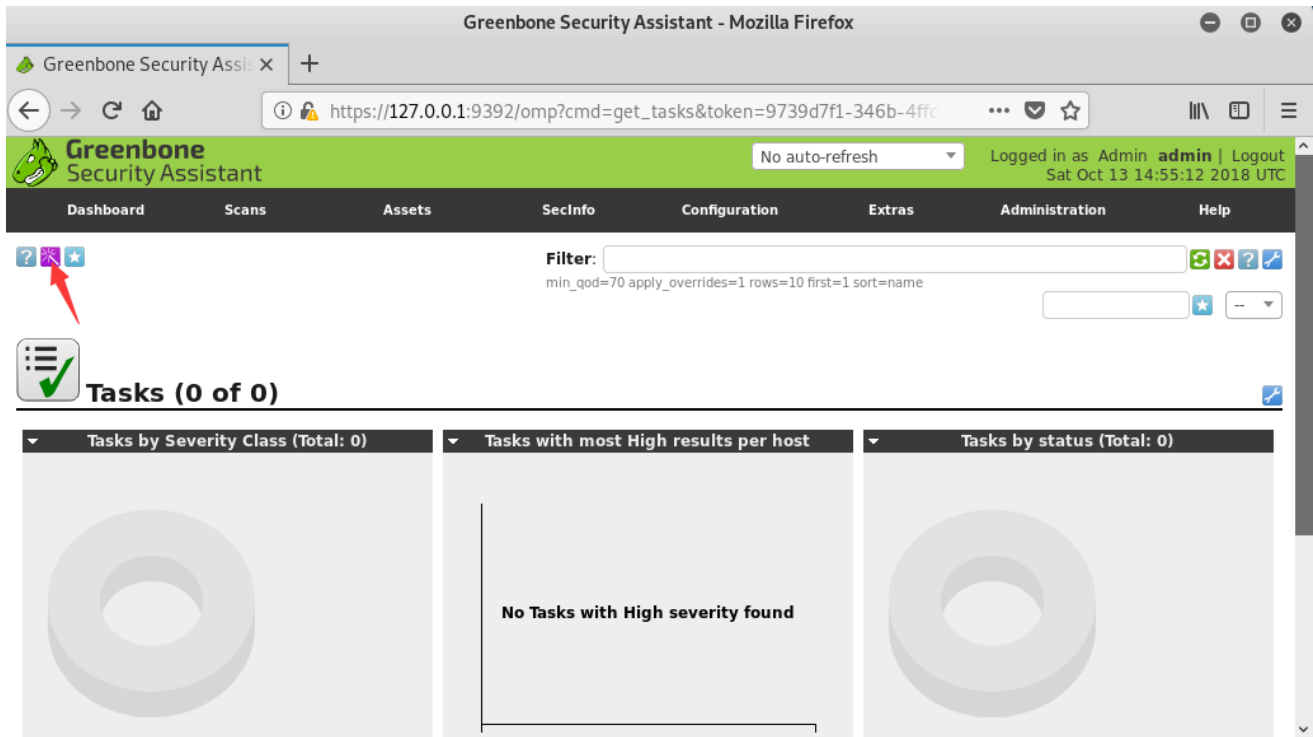 Greenbone Security Assistant - Mozilla Firefox
Greenbone Security Assis
https://127.0.0.1:9392/omp?cmd=get_tasks&token=9739d7f1-346b-4ffc-
Greenbone
Security Assistant
No auto-refresh
Logged in as Admin admin | Logout
Sat Oct 13 14:55:12 2018 UTC
Dashboard Scans Assets SecInfo Configuration Extras Administration Help
Filter:
min_qod=70 apply_overrides=1 rows=10 first=1 sort=name
--
Tasks (0 of 0)
Tasks by Severity Class (Total: 0)
Tasks with most High results per host
Tasks by status (Total: 0)
No Tasks with High severity found